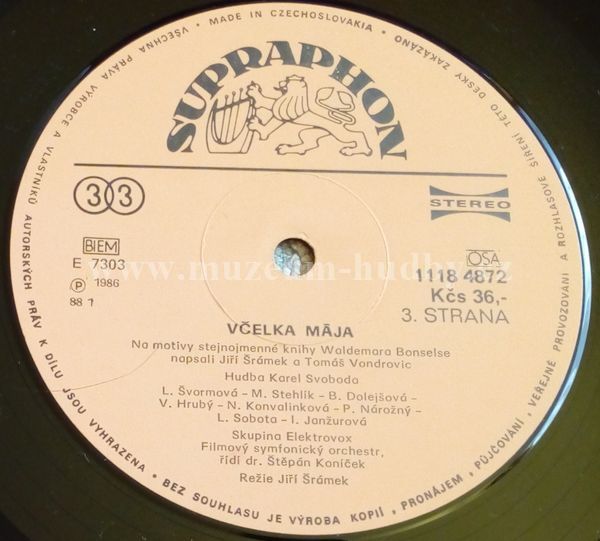 VŠECHNA PRÁVA VÝROBCE A VLASTNÍKŮ AUTORSKÝCH PRÁV K DÍLU JSOU VYHRAZENA • BEZ SOUHLASU JE VÝROBA KOPIÍ, PRONÁJEM, PŮJČOVÁNÍ, VEŘEJNÉ PROVOZOVÁNÍ A ROZHLASOVÉ ŠÍŘENÍ TÉTO DESKY ZAKÁZÁNO • MADE IN CZECHOSLOVAKIA •
SUPRAPHON
33
STEREO
BIEM
OSA
E 7303
1118 4872
P 1986
Kčs 36,-
88 1
3. STRANA
www.muzeum-hudby.cz
VČELKA MÁJA
Na motivy stejnojmenné knihy Waldemara Bonselse
napsali Jiří Šrámek a Tomáš Vondrovic
Hudba Karel Svoboda
L. Švormová – M. Stehlík – B. Dolejšová –
V. Hrubý – N. Konvalinková – P. Nárožný –
L. Sobota – I. Janžurová
Skupina Elektrovox
Filmový symfonický orchestr,
řídí dr. Štěpán Koníček
Režie Jiří Šrámek